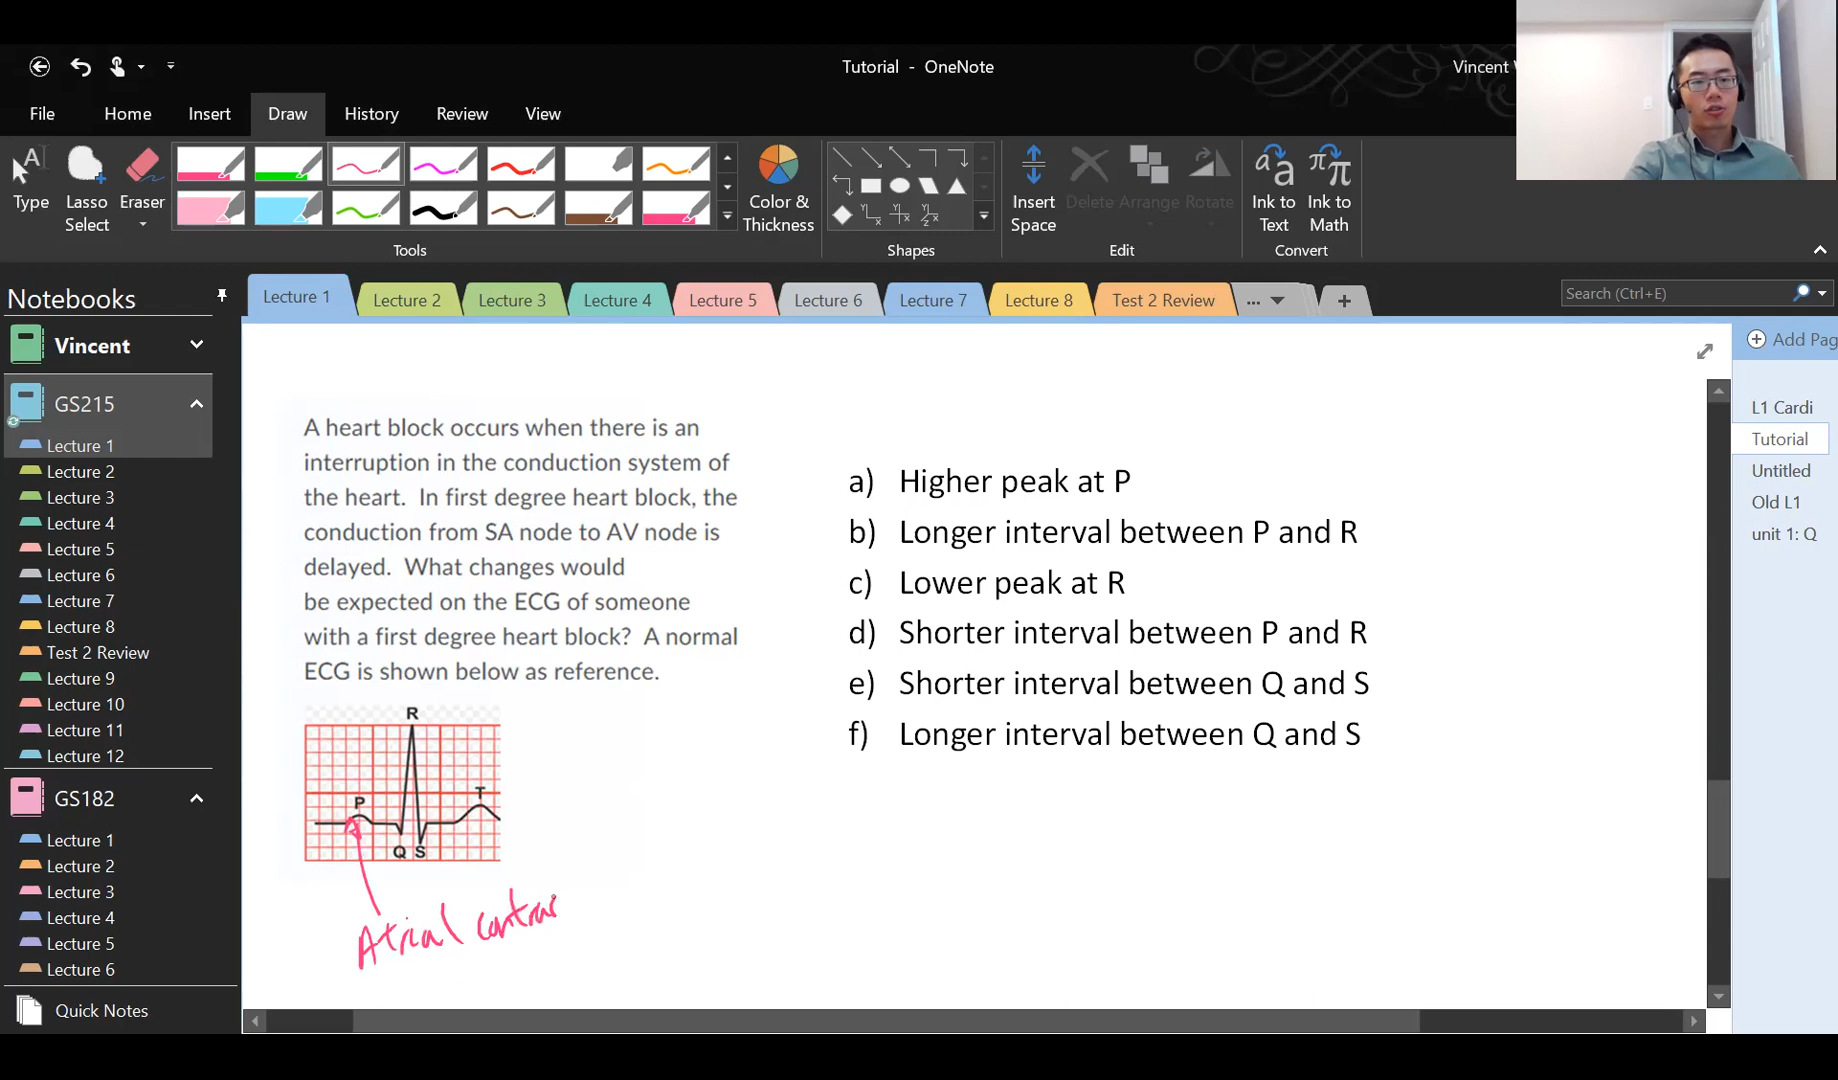 Tutorial - OneNote
Vincent
File
Home
Insert
Draw
History
Review
View
Type
Lasso
Select
Eraser
Color &
Thickness
Insert
Space
Delete
Arrange
Rotate
Ink to
Text
Ink to
Math
Tools
Shapes
Edit
Convert
Notebooks
Lecture 1
Lecture 2
Lecture 3
Lecture 4
Lecture 5
Lecture 6
Lecture 7
Lecture 8
Test 2 Review
...
Search (Ctrl+E)
Vincent
GS215
Lecture 1
Lecture 2
Lecture 3
Lecture 4
Lecture 5
Lecture 6
Lecture 7
Lecture 8
Test 2 Review
Lecture 9
Lecture 10
Lecture 11
Lecture 12
GS182
Lecture 1
Lecture 2
Lecture 3
Lecture 4
Lecture 5
Lecture 6
Quick Notes
A heart block occurs when there is an
interruption in the conduction system of
the heart. In first degree heart block, the
conduction from SA node to AV node is
delayed. What changes would
be expected on the ECG of someone
with a first degree heart block? A normal
ECG is shown below as reference.
R
P
T
Q S
Atrial contrac
a) Higher peak at P
b) Longer interval between P and R
c) Lower peak at R
d) Shorter interval between P and R
e) Shorter interval between Q and S
f) Longer interval between Q and S
Add Pag
L1 Cardi
Tutorial
Untitled
Old L1
unit 1: Q